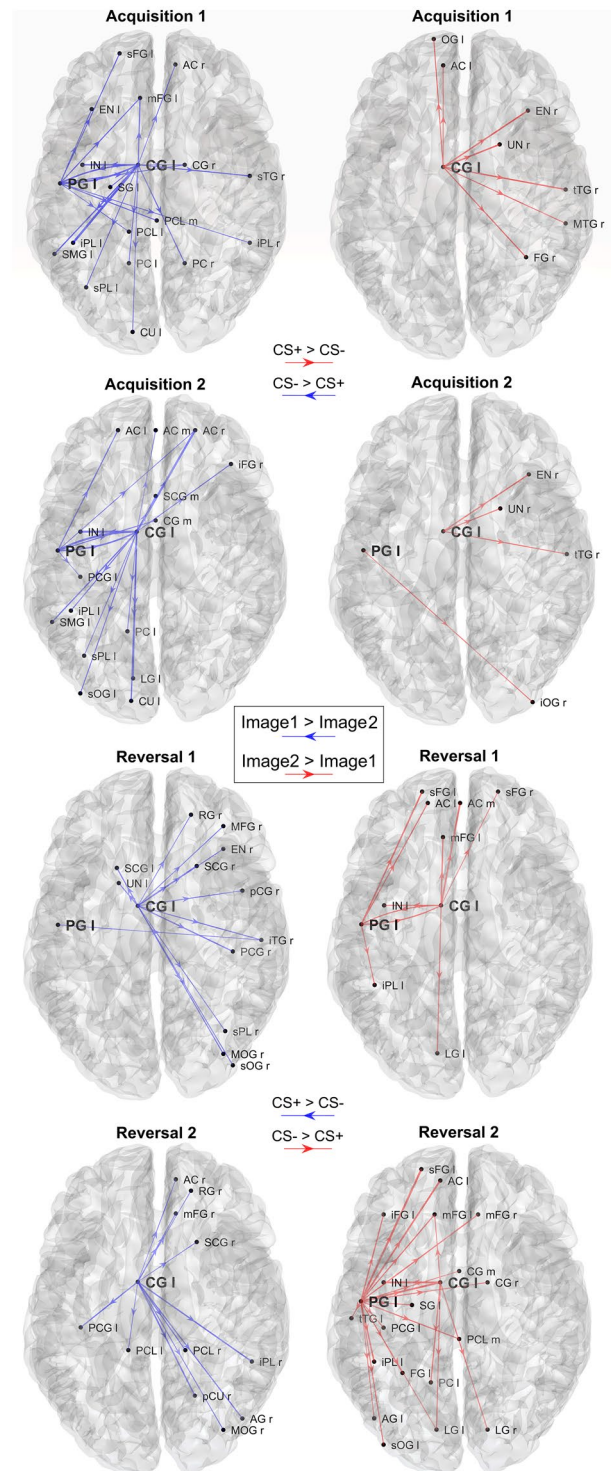 Acquisition 1
sFG l
AC r
mFG l
EN l
IN l
CG l
CG r
PG l
SG l
sTG r
PCL m
PCL l
iPL l
iPL r
SMG l
PC l
PC r
sPL l
CU l
Acquisition 1
OG l
AC l
EN r
UN r
CG l
tTG r
MTG r
FG r
CS+ > CS-
CS- > CS+
Acquisition 2
AC l
AC m
AC r
iFG r
SCG m
CG m
IN l
CG l
PG l
PCG l
iPL l
SMG l
PC l
sPL l
LG l
sOG l
CU l
Acquisition 2
EN r
UN r
CG l
PG l
tTG r
iOG r
Image1 > Image2
Image2 > Image1
Reversal 1
RG r
MFG r
EN r
SCG l
SCG r
UN l
pCG r
CG l
PG l
iTG r
PCG r
sPL r
MOG r
sOG r
Reversal 1
sFG l
sFG r
AC l
AC m
mFG l
IN l
CG l
PG l
iPL l
LG l
CS+ > CS-
CS- > CS+
Reversal 2
AC r
RG r
mFG r
SCG r
CG l
PCG l
PCL l
PCL r
iPL r
pCU r
AG r
MOG r
Reversal 2
sFG l
AC l
iFG l
mFG l
mFG r
CG m
IN l
CG l
CG r
PG l
SG l
tTG l
PCG l
PCL m
iPL l
FG l
PC l
AG l
LG l
LG r
sOG l